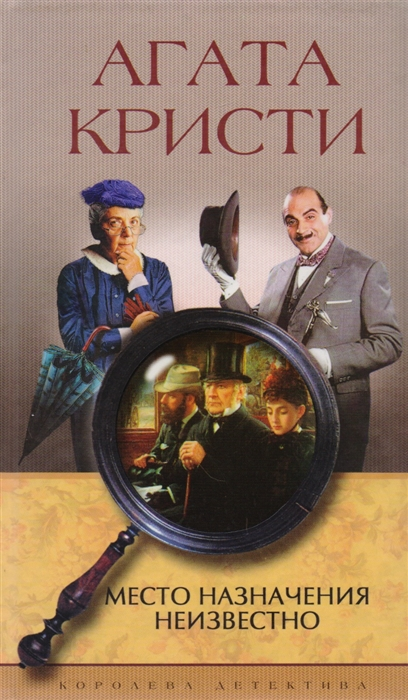 АГАТА
КРИСТИ
МЕСТО НАЗНАЧЕНИЯ
НЕИЗВЕСТНО
КОРОЛЕВА ДЕТЕКТИВА